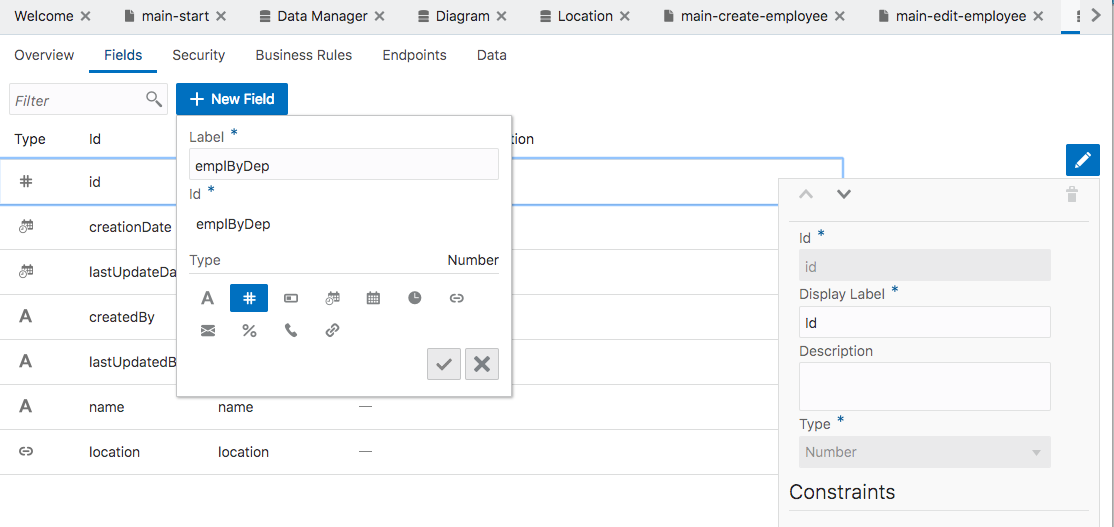 Welcome main-start Data Manager Diagram Location main-create-employee main-edit-employee
Overview Fields Security Business Rules Endpoints Data
Filter + New Field
Type Id tion
Label *
emplByDep
Id *
emplByDep
Type Number
A # %
# id
creationDate
lastUpdateDa
A createdBy
A lastUpdatedB
A name name —
location location —
Id *
id
Display Label *
Id
Description
Type *
Number
Constraints